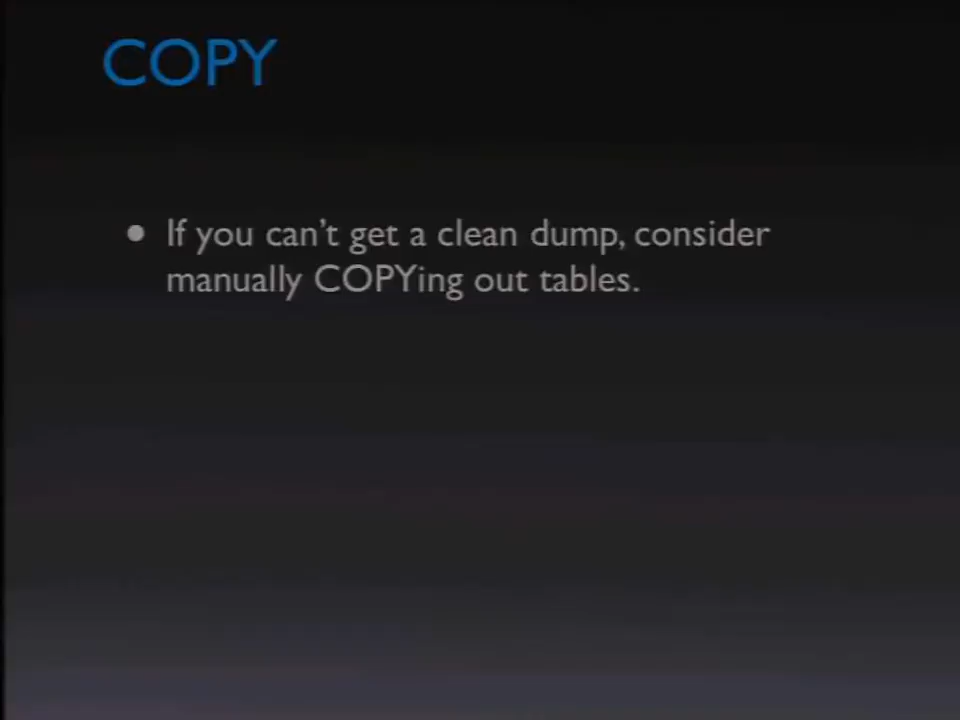 COPY
• If you can't get a clean dump, consider
manually COPYing out tables.